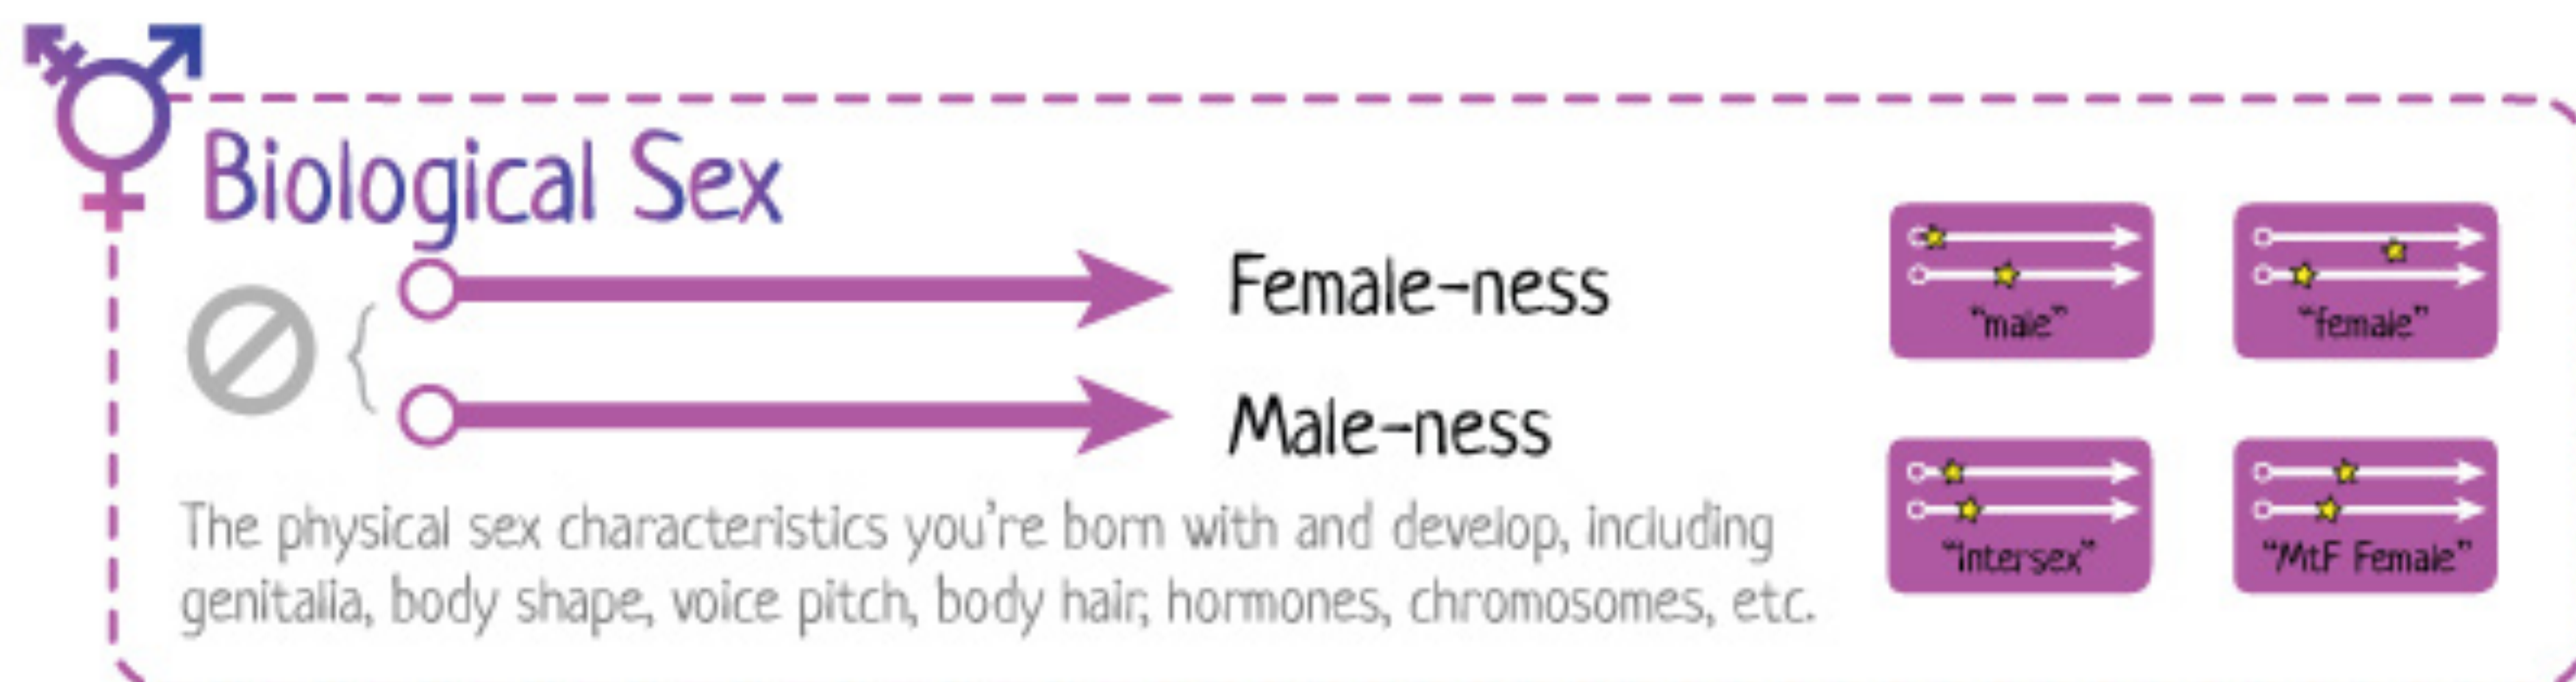 Biological Sex
Female-ness
Male-ness
The physical sex characteristics you're born with and develop, including
genitalia, body shape, voice pitch, body hair, hormones, chromosomes, etc.
“male”
“female”
“intersex”
“MtF Female”